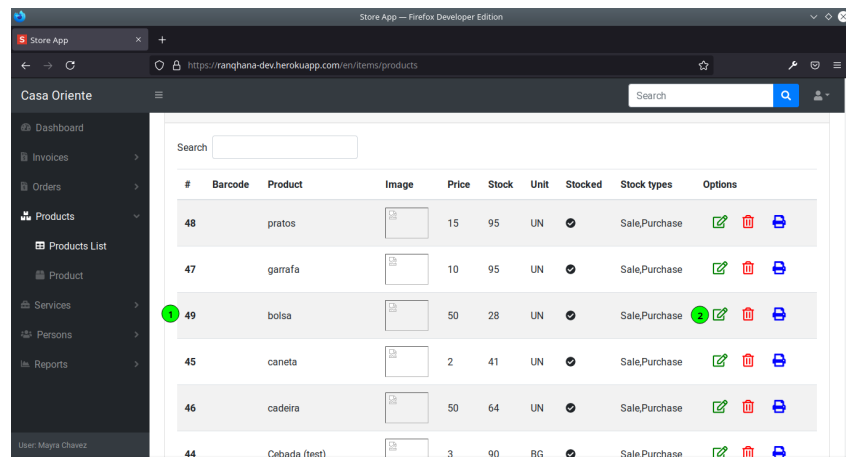 Store App — Firefox Developer Edition
S Store App × +
https://ranqhana-dev.herokuapp.com/en/items/products
Casa Oriente
Search
Dashboard
Invoices
Orders
Products
Products List
Product
Services
Persons
Reports
User: Mayra Chavez
Search
# Barcode Product Image Price Stock Unit Stocked Stock types Options
48 pratos 15 95 UN Sale,Purchase
47 garrafa 10 95 UN Sale,Purchase
1 49 bolsa 50 28 UN Sale,Purchase 2
45 caneta 2 41 UN Sale,Purchase
46 cadeira 50 64 UN Sale,Purchase
44 Cebada (test) 3 90 BG Sale,Purchase